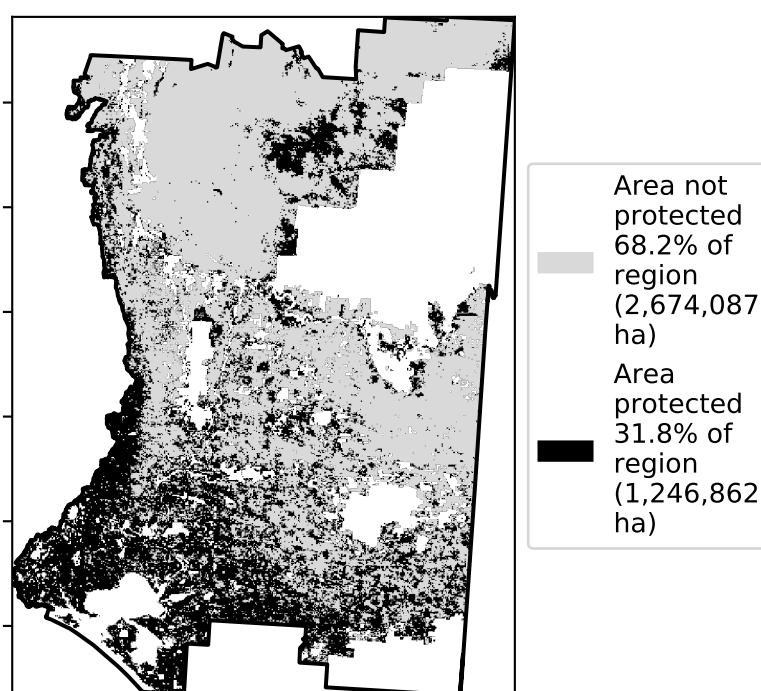 Area not
protected
68.2% of
region
(2,674,087
ha)
Area
protected
31.8% of
region
(1,246,862
ha)